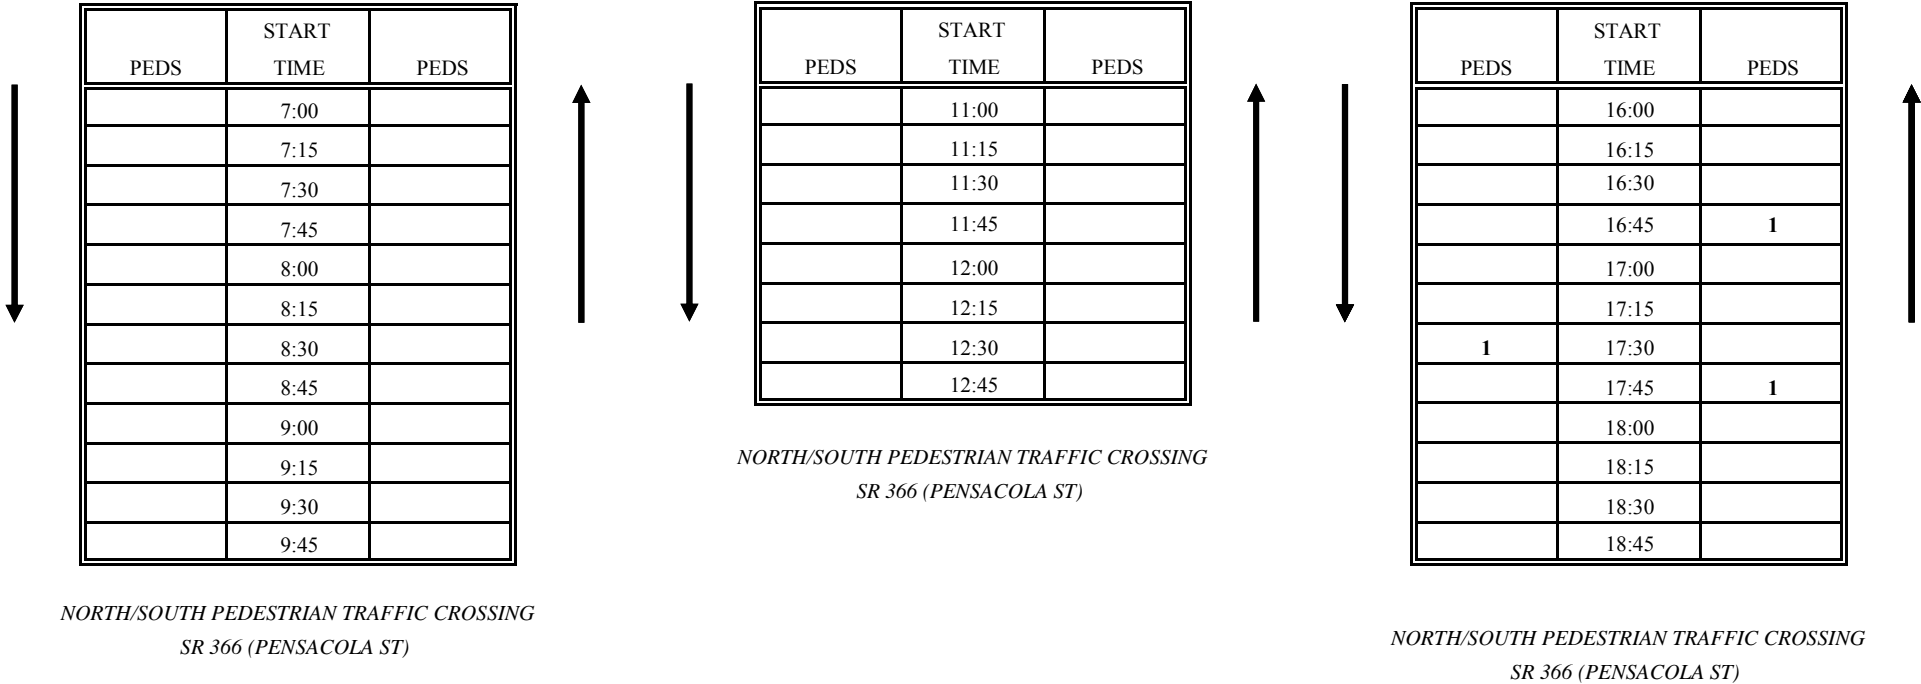 START
PEDS TIME PEDS
7:00
7:15
7:30
7:45
8:00
8:15
8:30
8:45
9:00
9:15
9:30
9:45
NORTH/SOUTH PEDESTRIAN TRAFFIC CROSSING
SR 366 (PENSACOLA ST)
START
PEDS TIME PEDS
11:00
11:15
11:30
11:45
12:00
12:15
12:30
12:45
NORTH/SOUTH PEDESTRIAN TRAFFIC CROSSING
SR 366 (PENSACOLA ST)
START
PEDS TIME PEDS
16:00
16:15
16:30
16:45 1
17:00
17:15
1 17:30
17:45 1
18:00
18:15
18:30
18:45
NORTH/SOUTH PEDESTRIAN TRAFFIC CROSSING
SR 366 (PENSACOLA ST)